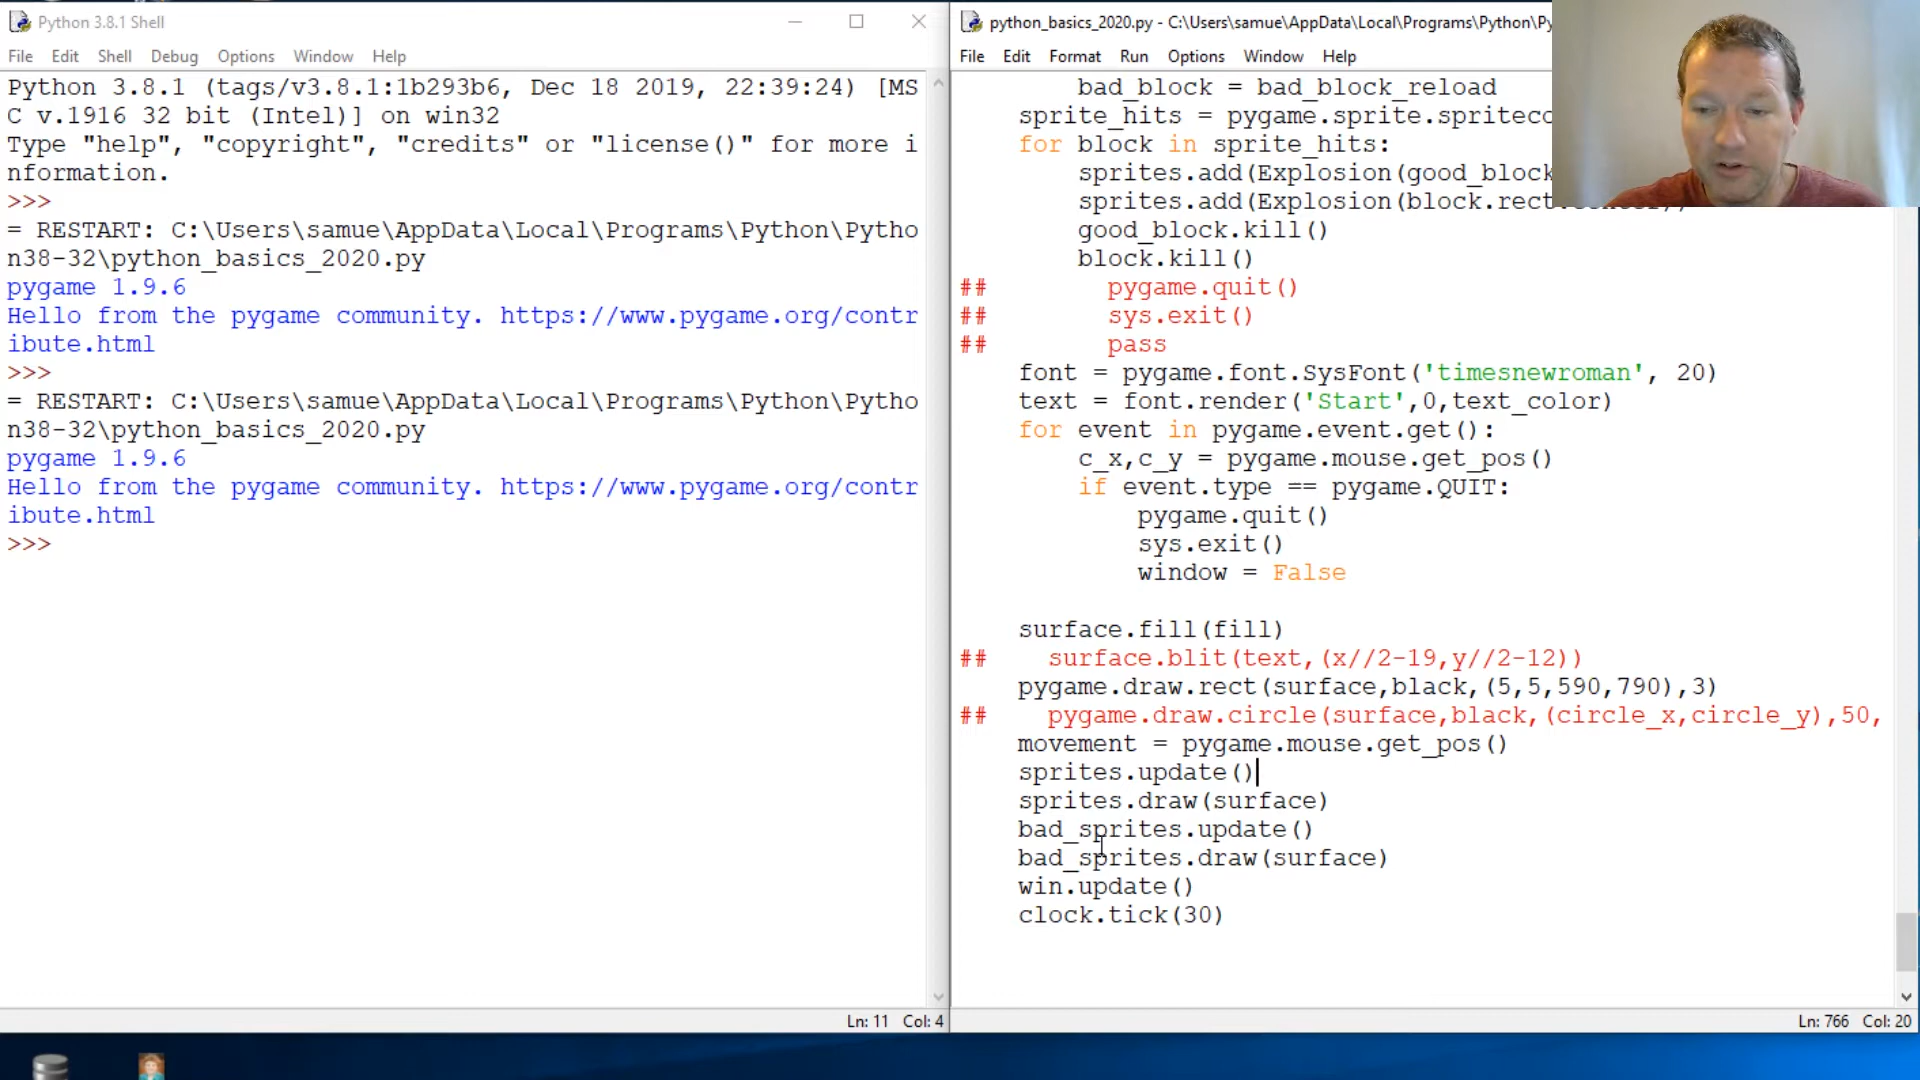 Python 3.8.1 Shell
File Edit Shell Debug Options Window Help
Python 3.8.1 (tags/v3.8.1:1b293b6, Dec 18 2019, 22:39:24) [MS
C v.1916 32 bit (Intel)] on win32
Type "help", "copyright", "credits" or "license()" for more i
nformation.
>>>
= RESTART: C:\Users\samue\AppData\Local\Programs\Python\Pytho
n38-32\python_basics_2020.py
pygame 1.9.6
Hello from the pygame community. https://www.pygame.org/contr
ibute.html
>>>
= RESTART: C:\Users\samue\AppData\Local\Programs\Python\Pytho
n38-32\python_basics_2020.py
pygame 1.9.6
Hello from the pygame community. https://www.pygame.org/contr
ibute.html
>>>
Ln: 11 Col: 4
python_basics_2020.py - C:\Users\samue\AppData\Local\Programs\Python\Py
File Edit Format Run Options Window Help
bad_block = bad_block_reload
sprite_hits = pygame.sprite.spriteco
for block in sprite_hits:
sprites.add(Explosion(good_block
sprites.add(Explosion(block.rect.center))
good_block.kill()
block.kill()
## pygame.quit()
## sys.exit()
## pass
font = pygame.font.SysFont('timesnewroman', 20)
text = font.render('Start',0,text_color)
for event in pygame.event.get():
c_x,c_y = pygame.mouse.get_pos()
if event.type == pygame.QUIT:
pygame.quit()
sys.exit()
window = False
surface.fill(fill)
## surface.blit(text,(x//2-19,y//2-12))
pygame.draw.rect(surface,black,(5,5,590,790),3)
## pygame.draw.circle(surface,black,(circle_x,circle_y),50,
movement = pygame.mouse.get_pos()
sprites.update()
sprites.draw(surface)
bad_sprites.update()
bad_sprites.draw(surface)
win.update()
clock.tick(30)
Ln: 766 Col: 20